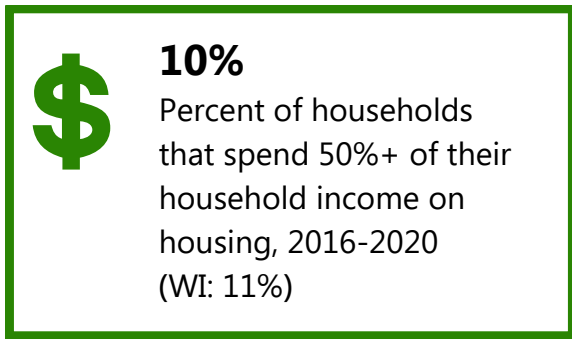 $
10%
Percent of households
that spend 50%+ of their
household income on
housing, 2016-2020
(WI: 11%)